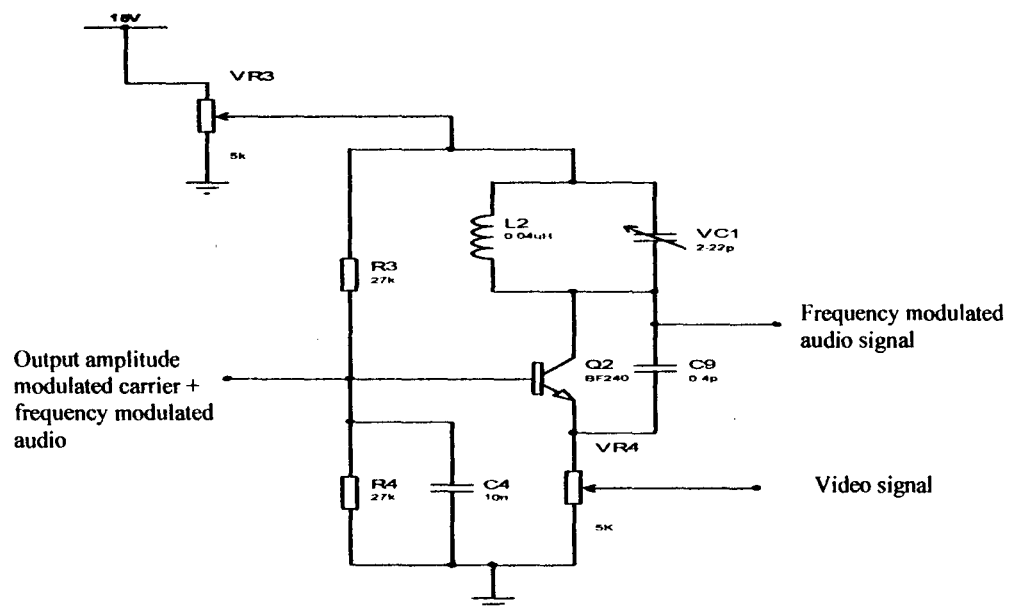 18V
VR3
5k
L2
0.04uH
VC1
2-22p
R3
27k
Frequency modulated
audio signal
Output amplitude
modulated carrier +
frequency modulated
audio
Q2
BF240
C9
0.4p
VR4
R4
27k
C4
10n
5K
Video signal